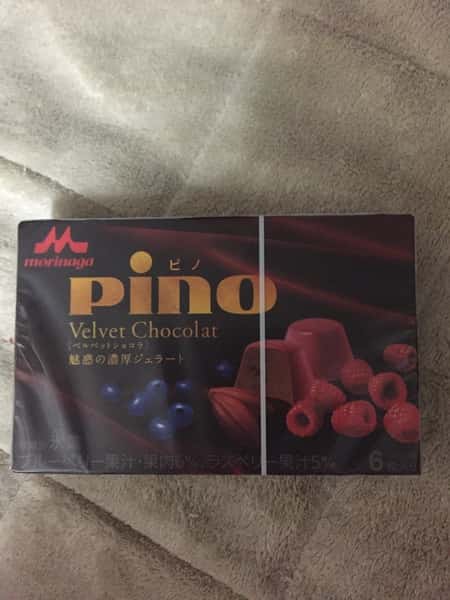 morinaga
ピノ
pino
Velvet Chocolat
[ベルベットショコラ]
魅惑の濃厚ジェラート
ブルーベリー果汁・果肉6%、ラズベリー果汁5%
6